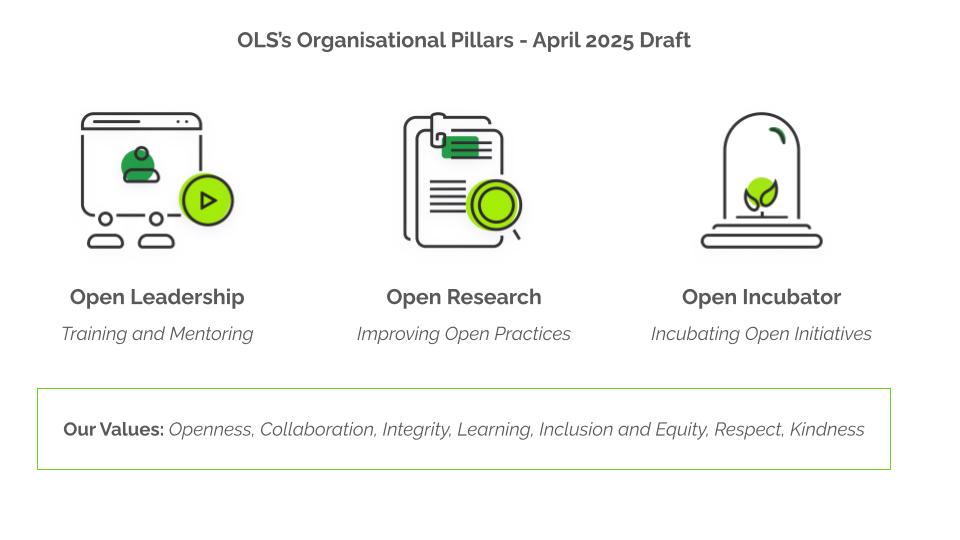 OLS’s Organisational Pillars - April 2025 Draft
Open Leadership
Training and Mentoring
Open Research
Improving Open Practices
Open Incubator
Incubating Open Initiatives
Our Values: Openness, Collaboration, Integrity, Learning, Inclusion and Equity, Respect, Kindness